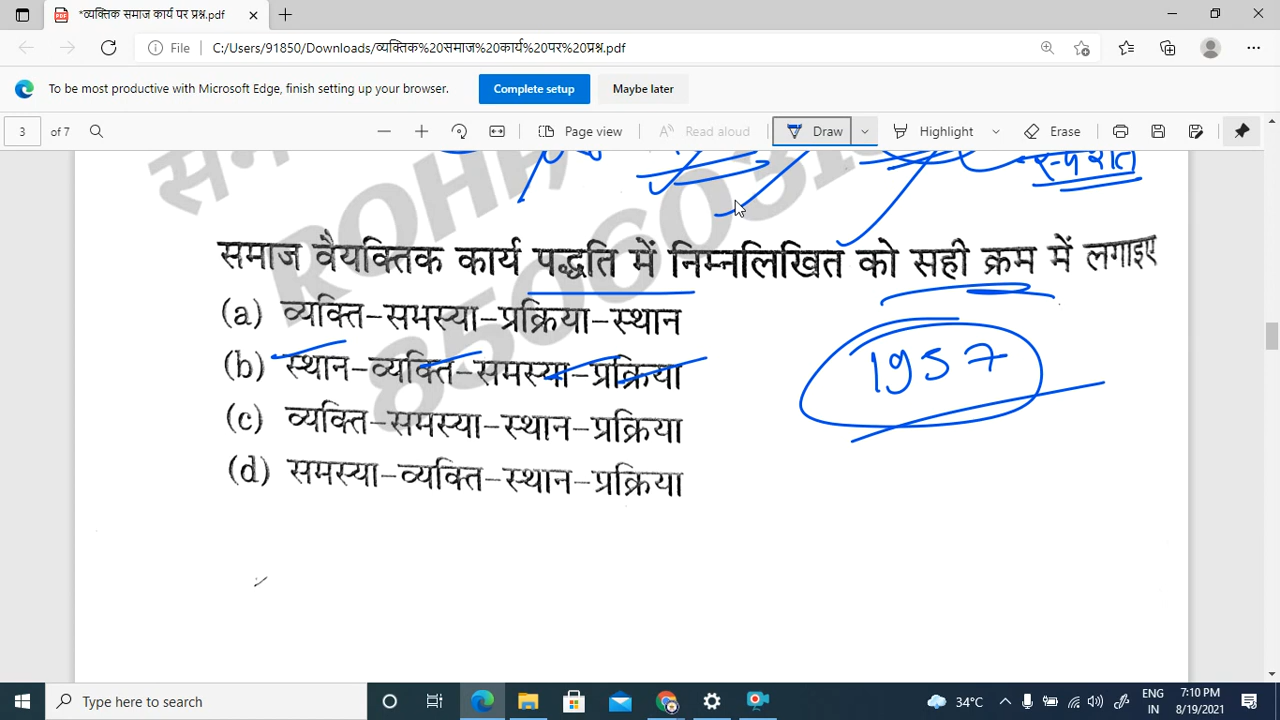 *व्यक्तिक समाज कार्य पर प्रश्न.pdf
File C:/Users/91850/Downloads/व्यक्तिक%20समाज%20कार्य%20पर%20प्रश्न.pdf
To be most productive with Microsoft Edge, finish setting up your browser. Complete setup Maybe later
3 of 7 Page view Read aloud Draw Highlight Erase
समाज वैयक्तिक कार्य पद्धति में निम्नलिखित को सही क्रम में लगाइए
(a) व्यक्ति-समस्या-प्रक्रिया-स्थान
(b) स्थान-व्यक्ति-समस्या-प्रक्रिया
1957
(c) व्यक्ति-समस्या-स्थान-प्रक्रिया
(d) समस्या-व्यक्ति-स्थान-प्रक्रिया
Type here to search
34°C ENG IN 7:10 PM 8/19/2021